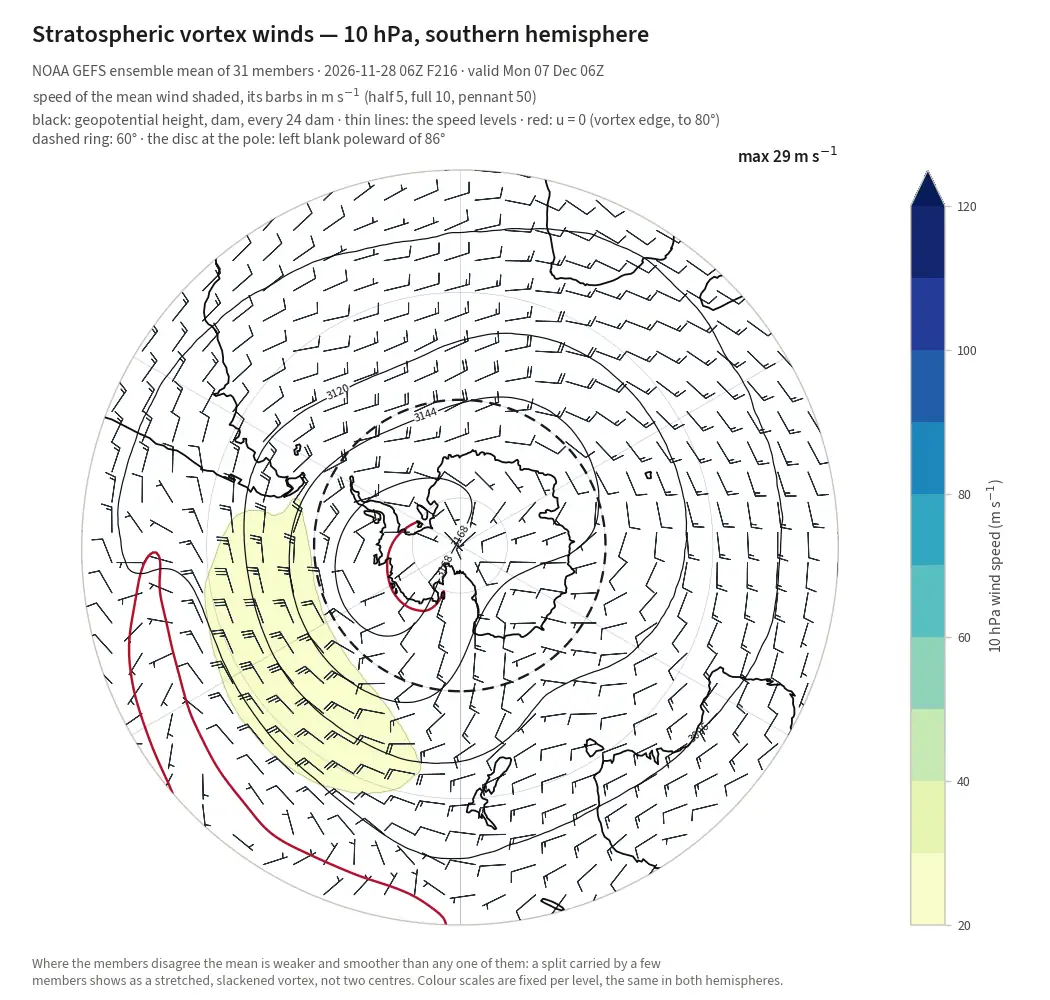 Stratospheric vortex winds — 10 hPa, southern hemisphere
NOAA GEFS ensemble mean of 31 members · 2026-11-28 06Z F216 · valid Mon 07 Dec 06Z
speed of the mean wind shaded, its barbs in m s⁻¹ (half 5, full 10, pennant 50)
black: geopotential height, dam, every 24 dam · thin lines: the speed levels · red: u = 0 (vortex edge, to 80°)
dashed ring: 60° · the disc at the pole: left blank poleward of 86°
max 29 m s⁻¹
120
100
80
60
40
20
10 hPa wind speed (m s⁻¹)
3120
3144
Where the members disagree the mean is weaker and smoother than any one of them: a split carried by a few
members shows as a stretched, slackened vortex, not two centres. Colour scales are fixed per level, the same in both hemispheres.